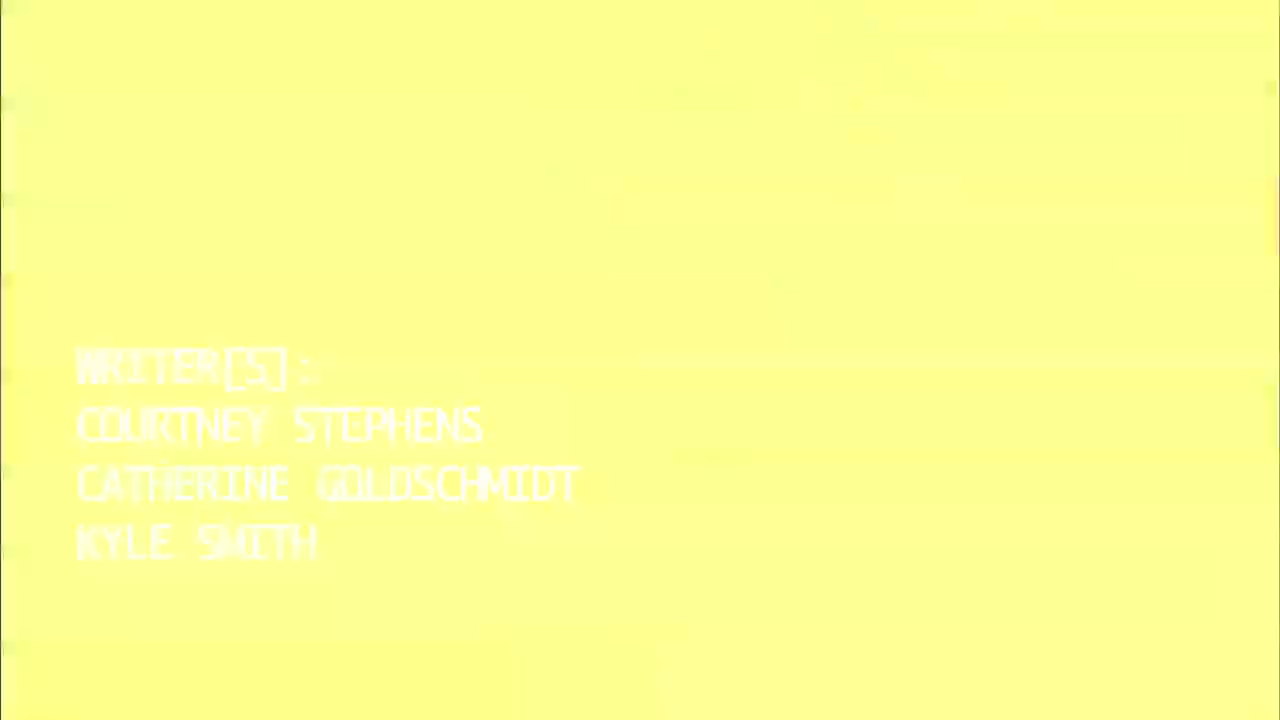 WRITER[S]:
COURTNEY STEPHENS
CATHERINE GOLDSCHMIDT
KYLE SMITH